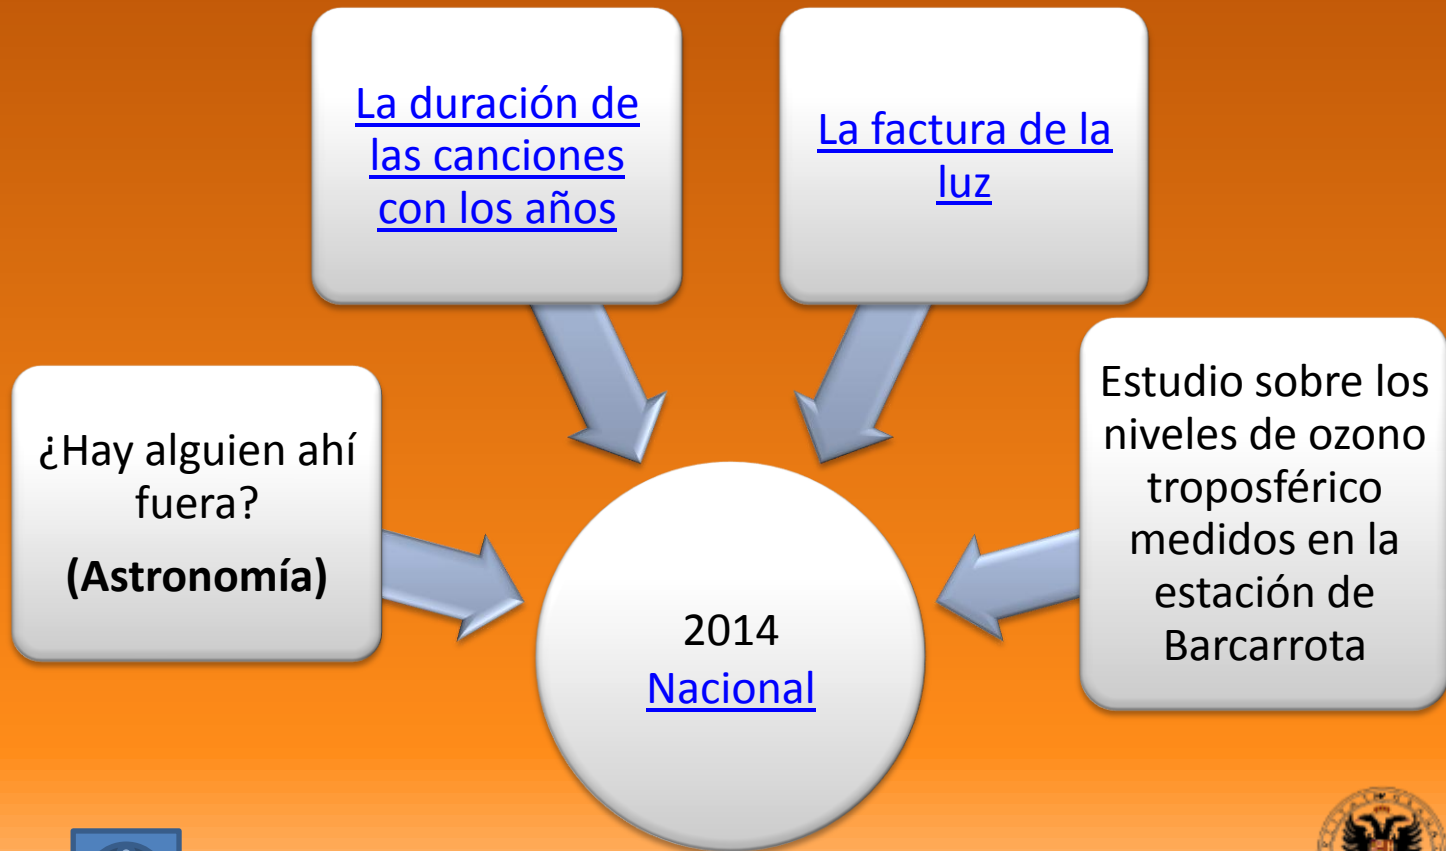 La duración de
las canciones
con los años
La factura de la
luz
¿Hay alguien ahí
fuera?
(Astronomía)
Estudio sobre los
niveles de ozono
troposférico
medidos en la
estación de
Barcarrota
2014
Nacional